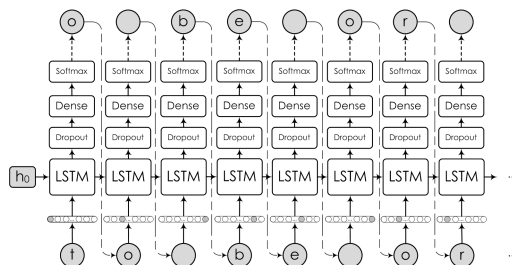 o b e o r
Softmax Softmax Softmax Softmax Softmax Softmax Softmax Softmax
Dense Dense Dense Dense Dense Dense Dense Dense
Dropout Dropout Dropout Dropout Dropout Dropout Dropout Dropout
h0 LSTM LSTM LSTM LSTM LSTM LSTM LSTM LSTM
t o b e o r